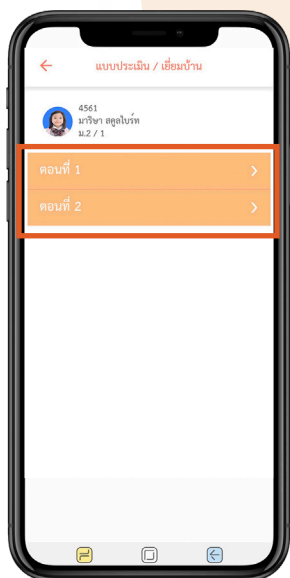 แบบประเมิน / เยี่ยมบ้าน
4561
มาริษา สคูลไบร์ท
ม.2 / 1
ตอนที่ 1
ตอนที่ 2